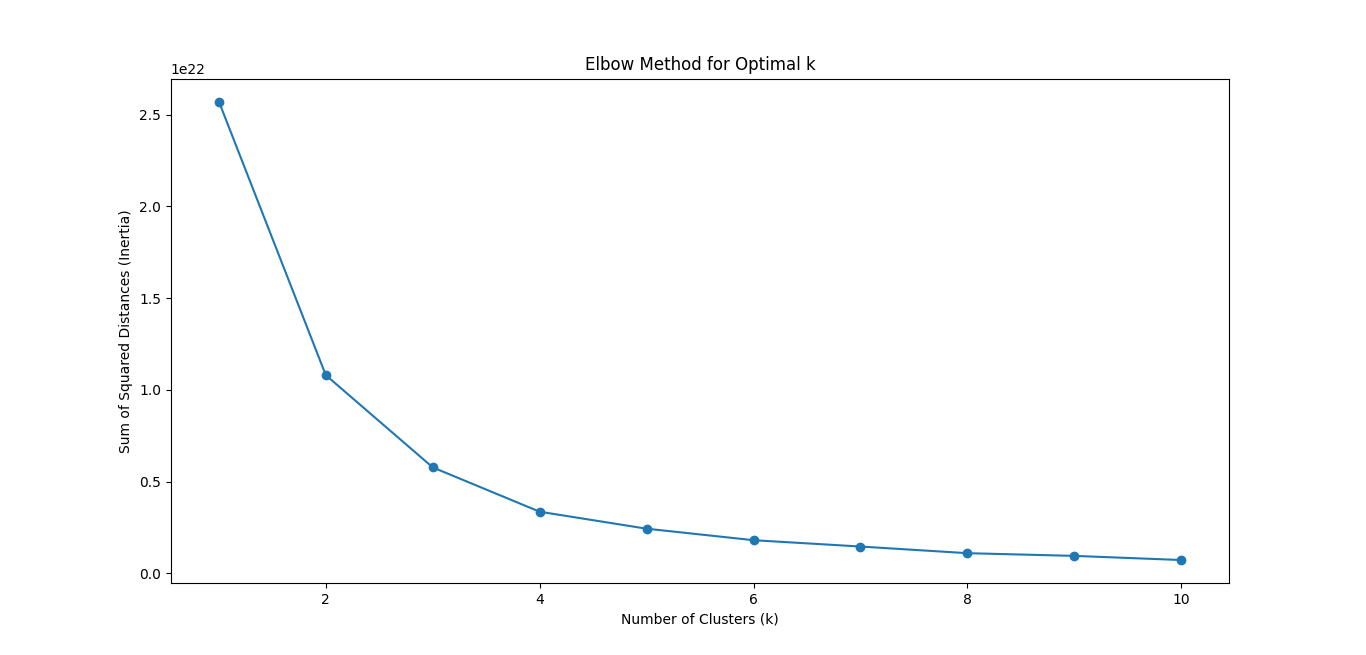 Elbow Method for Optimal k
1e22
2.5
2.0
1.5
1.0
0.5
0.0
Sum of Squared Distances (Inertia)
2 4 6 8 10
Number of Clusters (k)